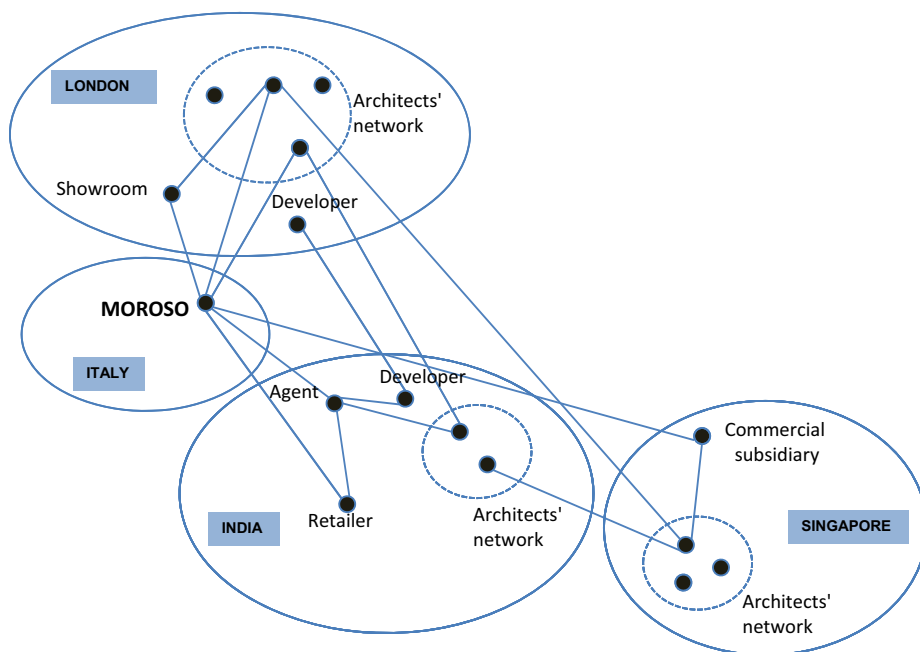 LONDON
Architects'
network
Showroom
Developer
MOROSO
ITALY
Developer
Agent
Commercial
subsidiary
Retailer
INDIA
Architects'
network
SINGAPORE
Architects'
network